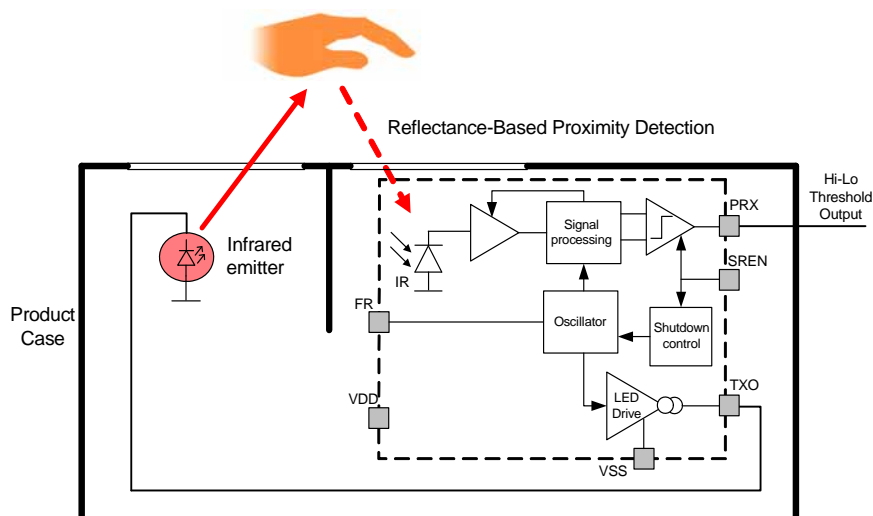 Reflectance-Based Proximity Detection
Hi-Lo
Threshold
Output
PRX
Signal
processing
Infrared
emitter
IR
SREN
Product
Case
FR
Oscillator
Shutdown
control
VDD
LED
Drive
TXO
VSS